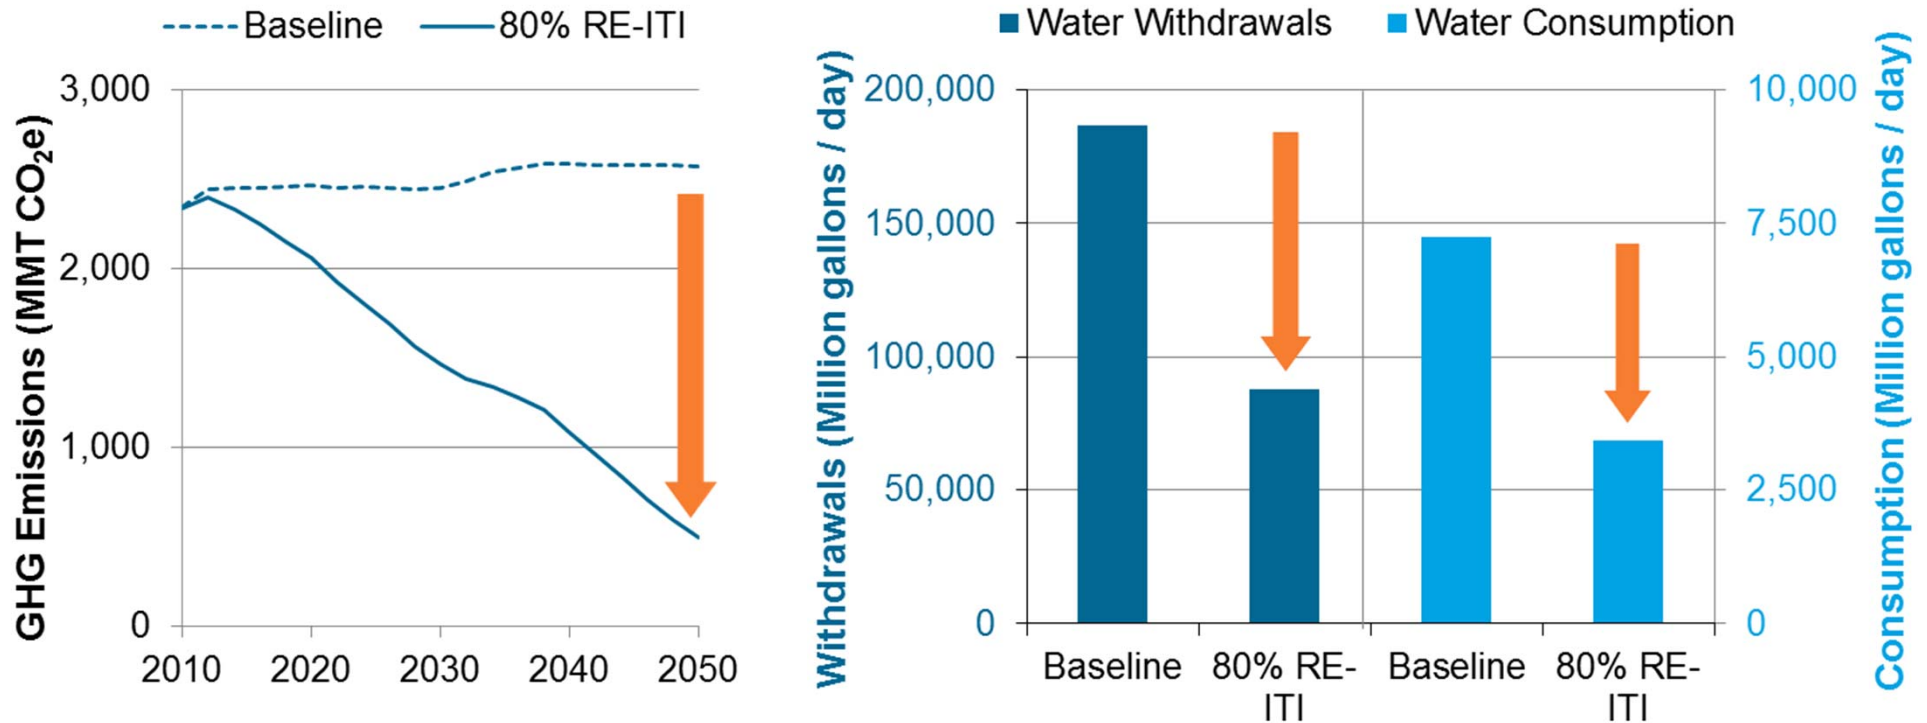 Baseline
80% RE-ITI
GHG Emissions (MMT CO₂e)
3,000
2,000
1,000
0
2010
2020
2030
2040
2050
Water Withdrawals
Water Consumption
Withdrawals (Million gallons / day)
200,000
150,000
100,000
50,000
0
10,000
7,500
5,000
2,500
0
Consumption (Million gallons / day)
Baseline
80% RE-
ITI
Baseline
80% RE-
ITI